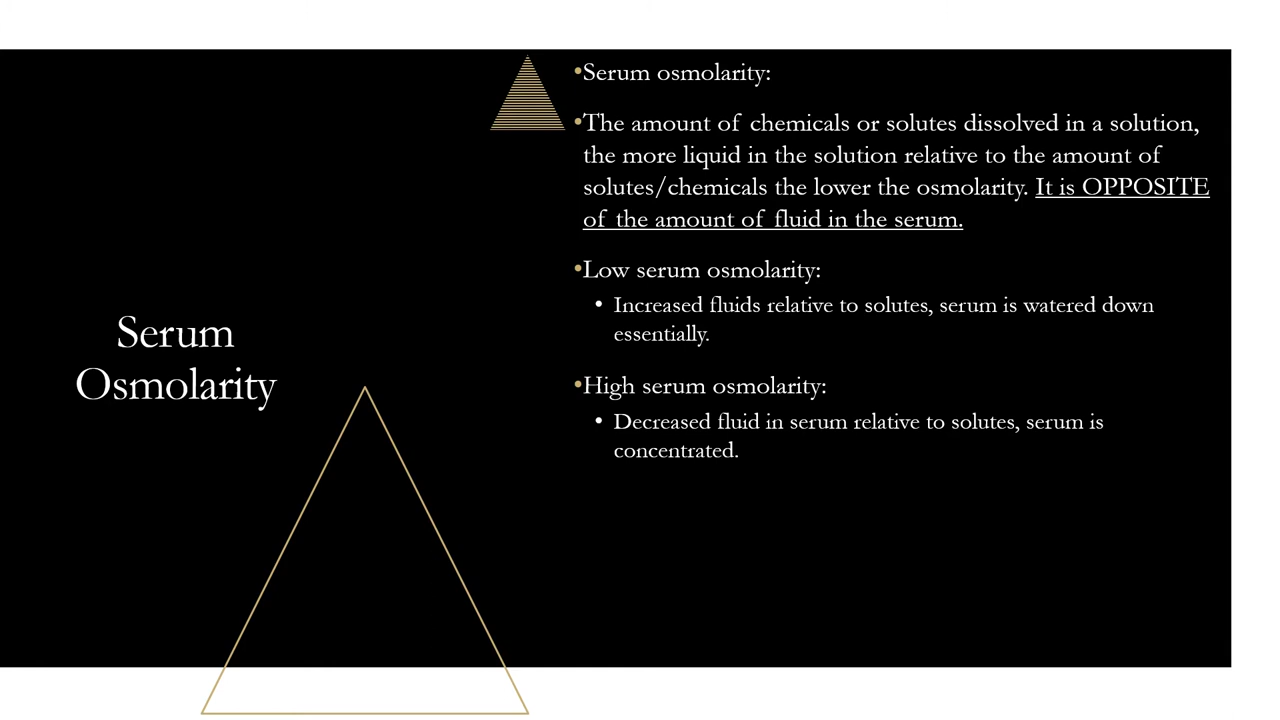 Serum
Osmolarity
•Serum osmolarity:
•The amount of chemicals or solutes dissolved in a solution,
the more liquid in the solution relative to the amount of
solutes/chemicals the lower the osmolarity. It is OPPOSITE
of the amount of fluid in the serum.
•Low serum osmolarity:
• Increased fluids relative to solutes, serum is watered down
essentially.
•High serum osmolarity:
• Decreased fluid in serum relative to solutes, serum is
concentrated.